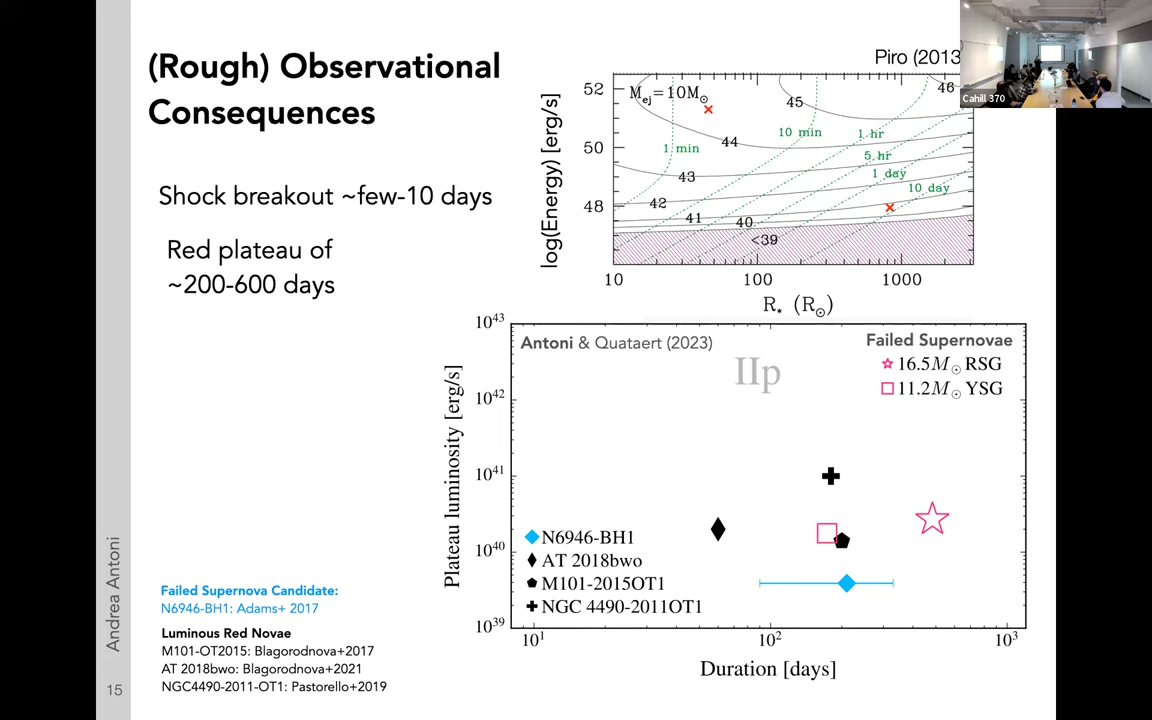 (Rough) Observational
Consequences
Shock breakout ~few-10 days
Red plateau of
~200-600 days
Piro (2013
Cahill 370
log(Energy) [erg/s]
52
50
48
M_ej=10M_⊙
46
45
44
43
42
41
40
<39
1 min
10 min
1 hr
5 hr
1 day
10 day
10
100
1000
R_* (R_⊙)
Antoni & Quataert (2023)
IIp
Failed Supernovae
16.5M_⊙ RSG
11.2M_⊙ YSG
Plateau luminosity [erg/s]
10^43
10^42
10^41
10^40
10^39
N6946-BH1
AT 2018bwo
M101-2015OT1
NGC 4490-2011OT1
10^1
10^2
10^3
Duration [days]
Failed Supernova Candidate:
N6946-BH1: Adams+ 2017
Luminous Red Novae
M101-OT2015: Blagorodnova+2017
AT 2018bwo: Blagorodnova+2021
NGC4490-2011-OT1: Pastorello+2019
Andrea Antoni
15